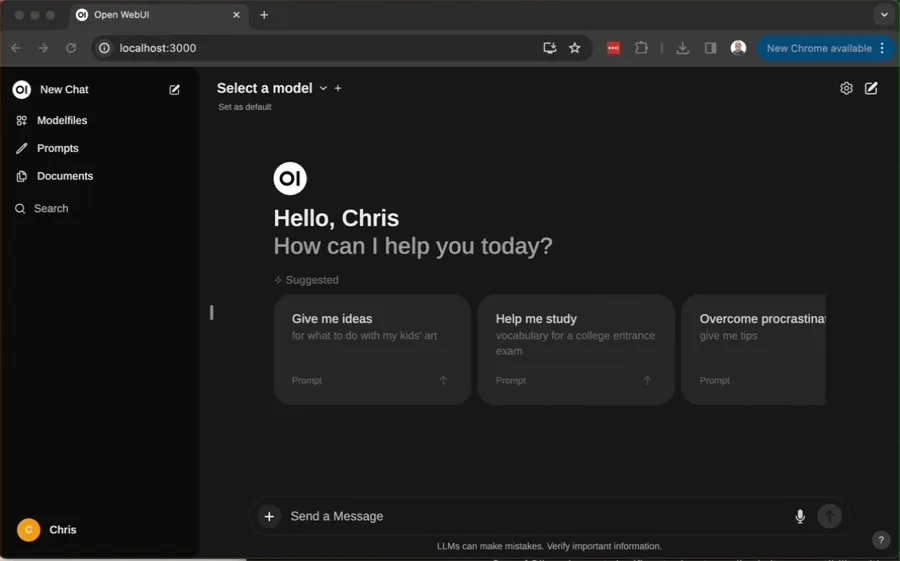 Open WebUI
localhost:3000
New Chrome available
OI New Chat
Modelfiles
Prompts
Documents
Search
C Chris
Select a model
Set as default
OI
Hello, Chris
How can I help you today?
Suggested
Give me ideas
for what to do with my kids' art
Prompt
Help me study
vocabulary for a college entrance
exam
Prompt
Overcome procrastinat
give me tips
Prompt
Send a Message
LLMs can make mistakes. Verify important information.
?